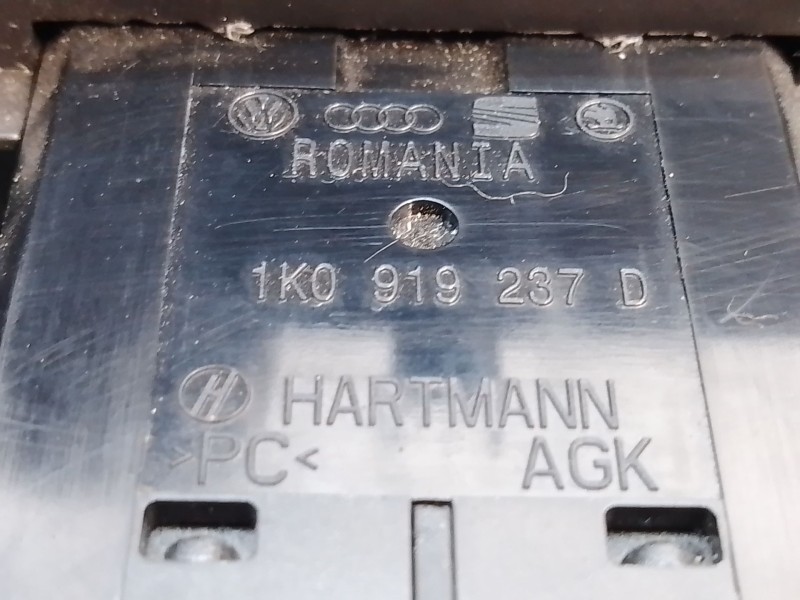 ROMANIA
1K0 919 237 D
H HARTMANN
>PC< AGK